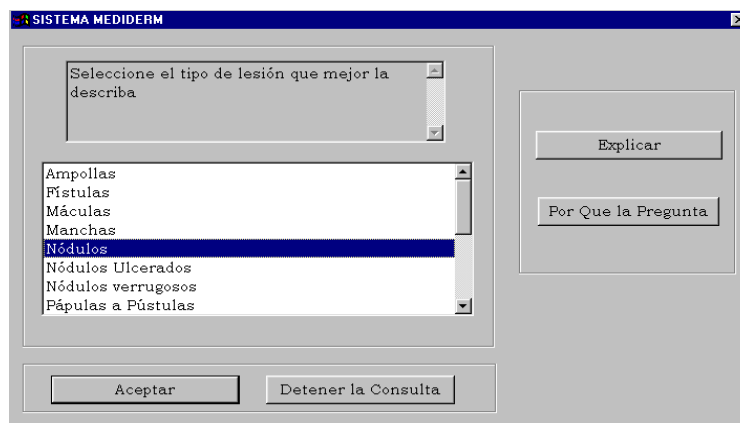 SISTEMA MEDIDERM
Seleccione el tipo de lesión que mejor la
describa
Ampollas
Fístulas
Máculas
Manchas
Nódulos
Nódulos Ulcerados
Nódulos verrugosos
Pápulas a Pústulas
Explicar
Por Que la Pregunta
Aceptar
Detener la Consulta